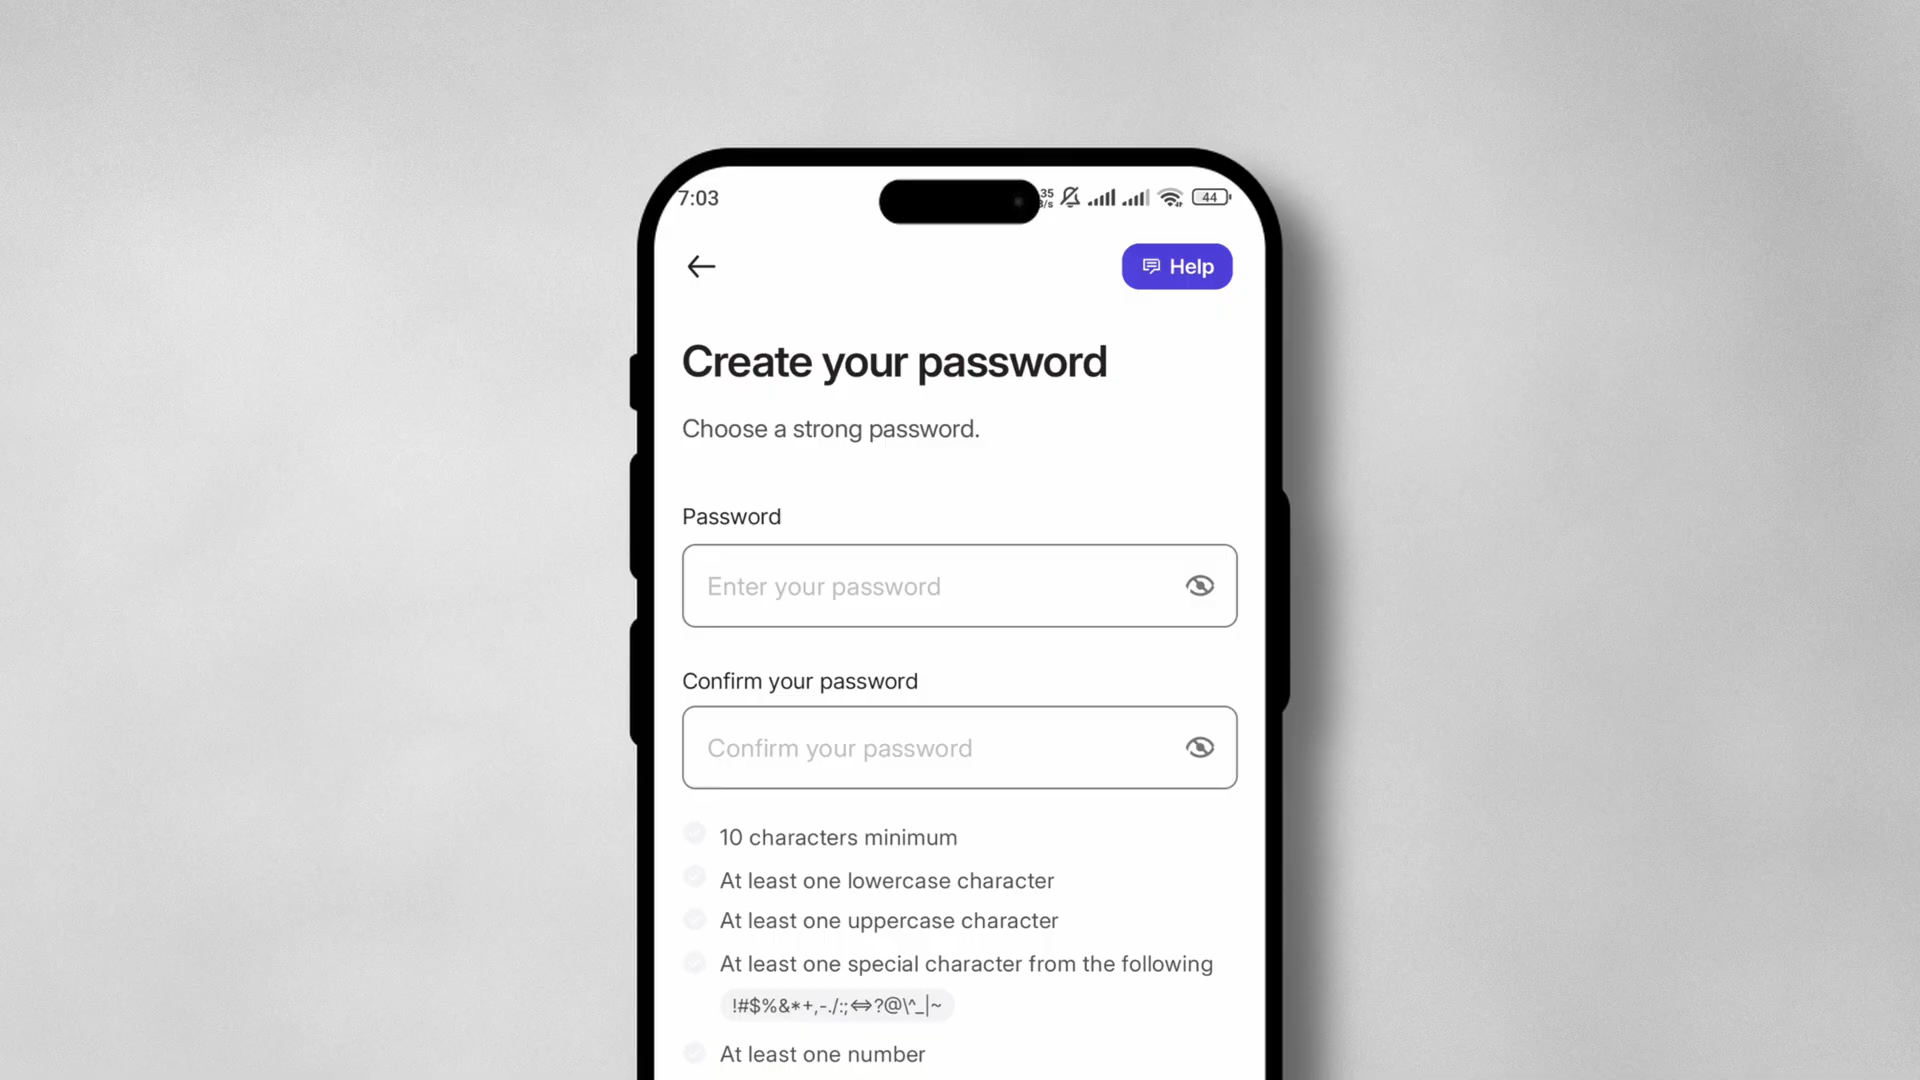 7:03
35
44
Help
Create your password
Choose a strong password.
Password
Enter your password
Confirm your password
Confirm your password
10 characters minimum
At least one lowercase character
At least one uppercase character
At least one special character from the following
!#$%&*+,-./:;<=>?@\^_|~
At least one number